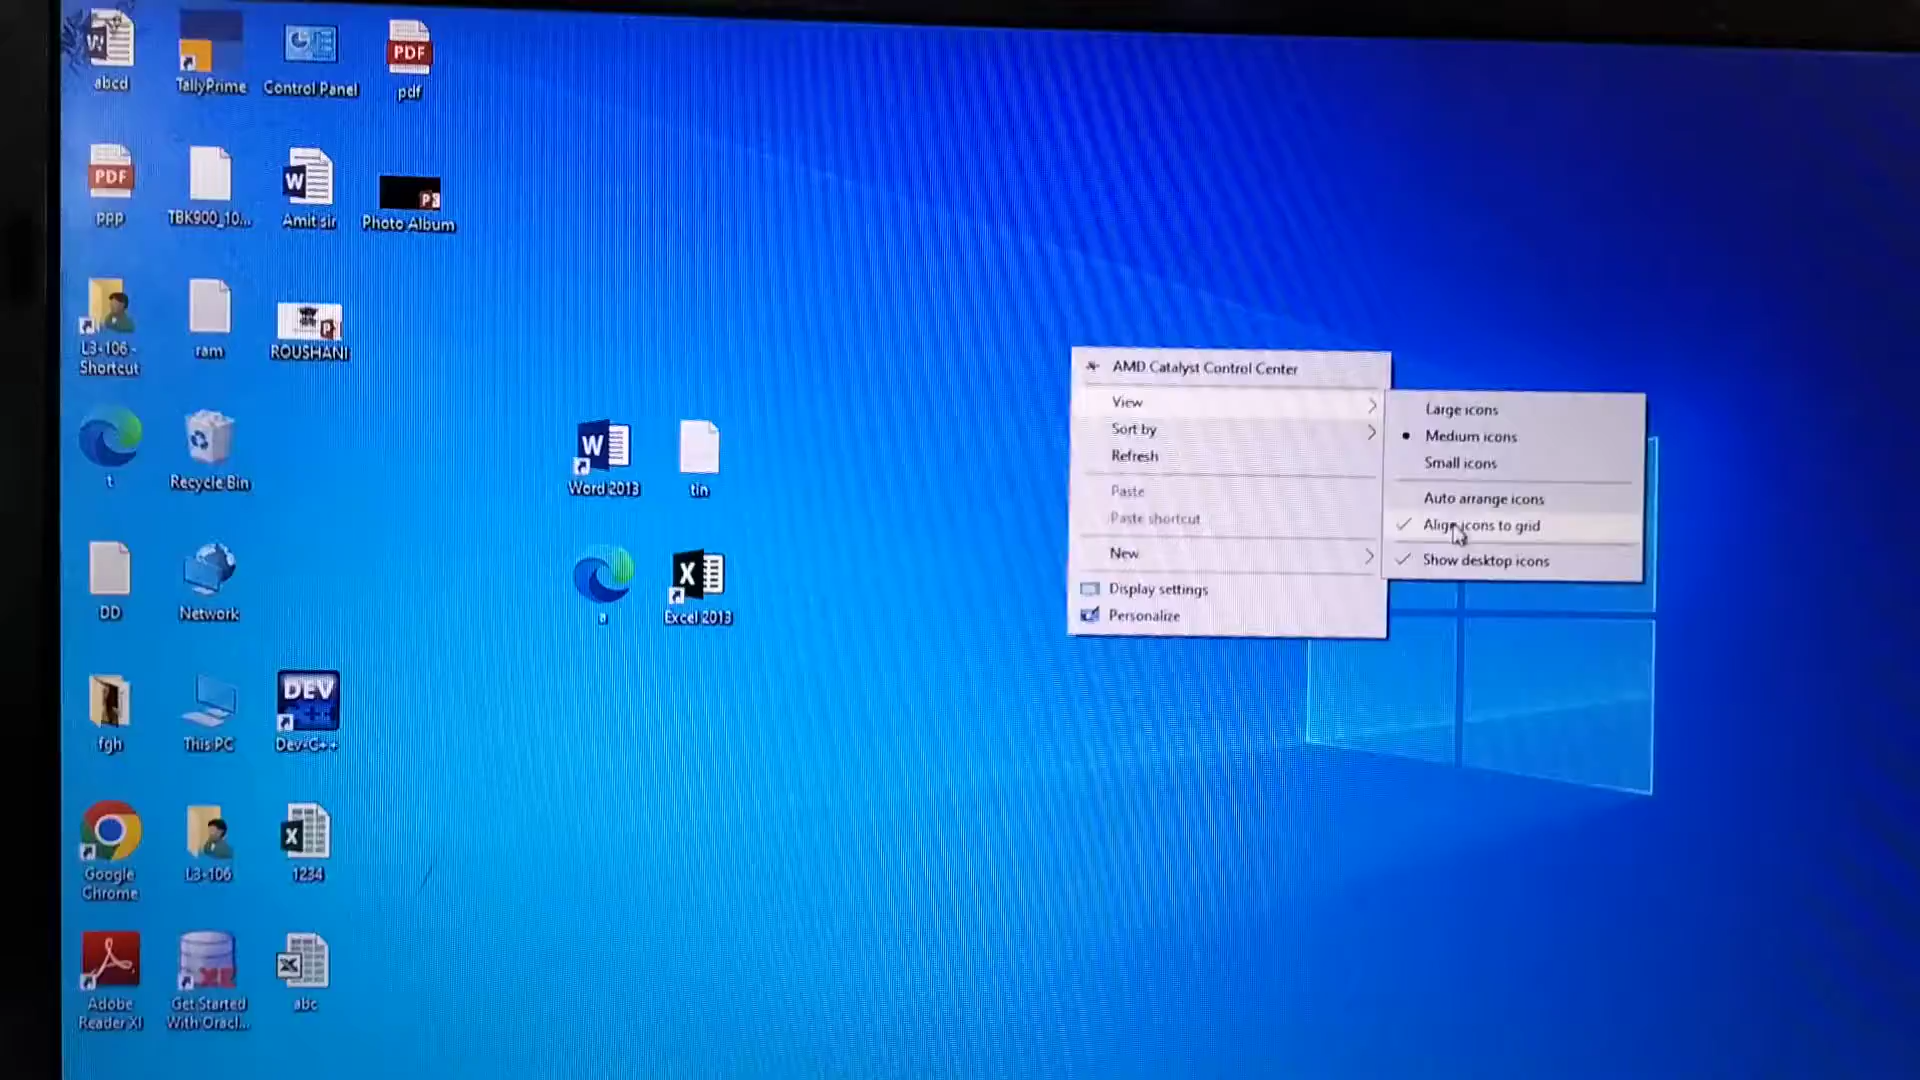 abcd
TallyPrime
Control Panel
PDF
pdf
PDF
ppp
TBK900_10...
W
Amit sir
P
Photo Album
L3-106 -
Shortcut
ram
P
ROUSHANI
t
Recycle Bin
W
Word 2013
tin
DD
Network
a
X
Excel 2013
fgh
This PC
DEV
C++
Dev-C++
Google
Chrome
L3-106
X
1234
Adobe
Reader XI
XE
Get Started
With Oracl...
X
abc
AMD Catalyst Control Center
View
Sort by
Refresh
Paste
Paste shortcut
New
Display settings
Personalize
Large icons
Medium icons
Small icons
Auto arrange icons
Align icons to grid
Show desktop icons